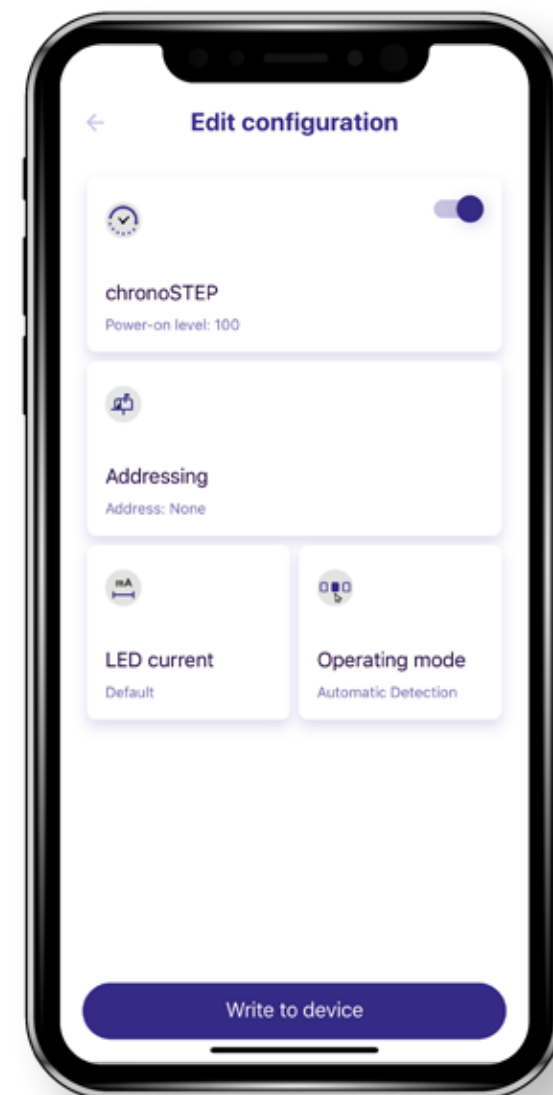 Edit configuration
chronoSTEP
Power-on level: 100
Addressing
Address: None
mA
LED current
Default
Operating mode
Automatic Detection
Write to device